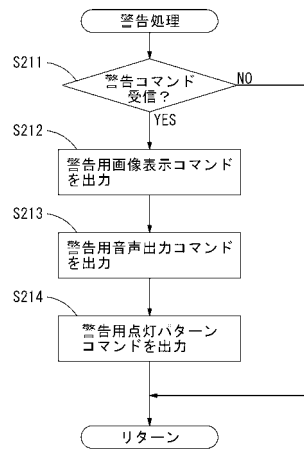 警告処理
S211
警告コマンド
受信?
NO
YES
S212
警告用画像表示コマンド
を出力
S213
警告用音声出力コマンド
を出力
S214
警告用点灯パターン
コマンドを出力
リターン